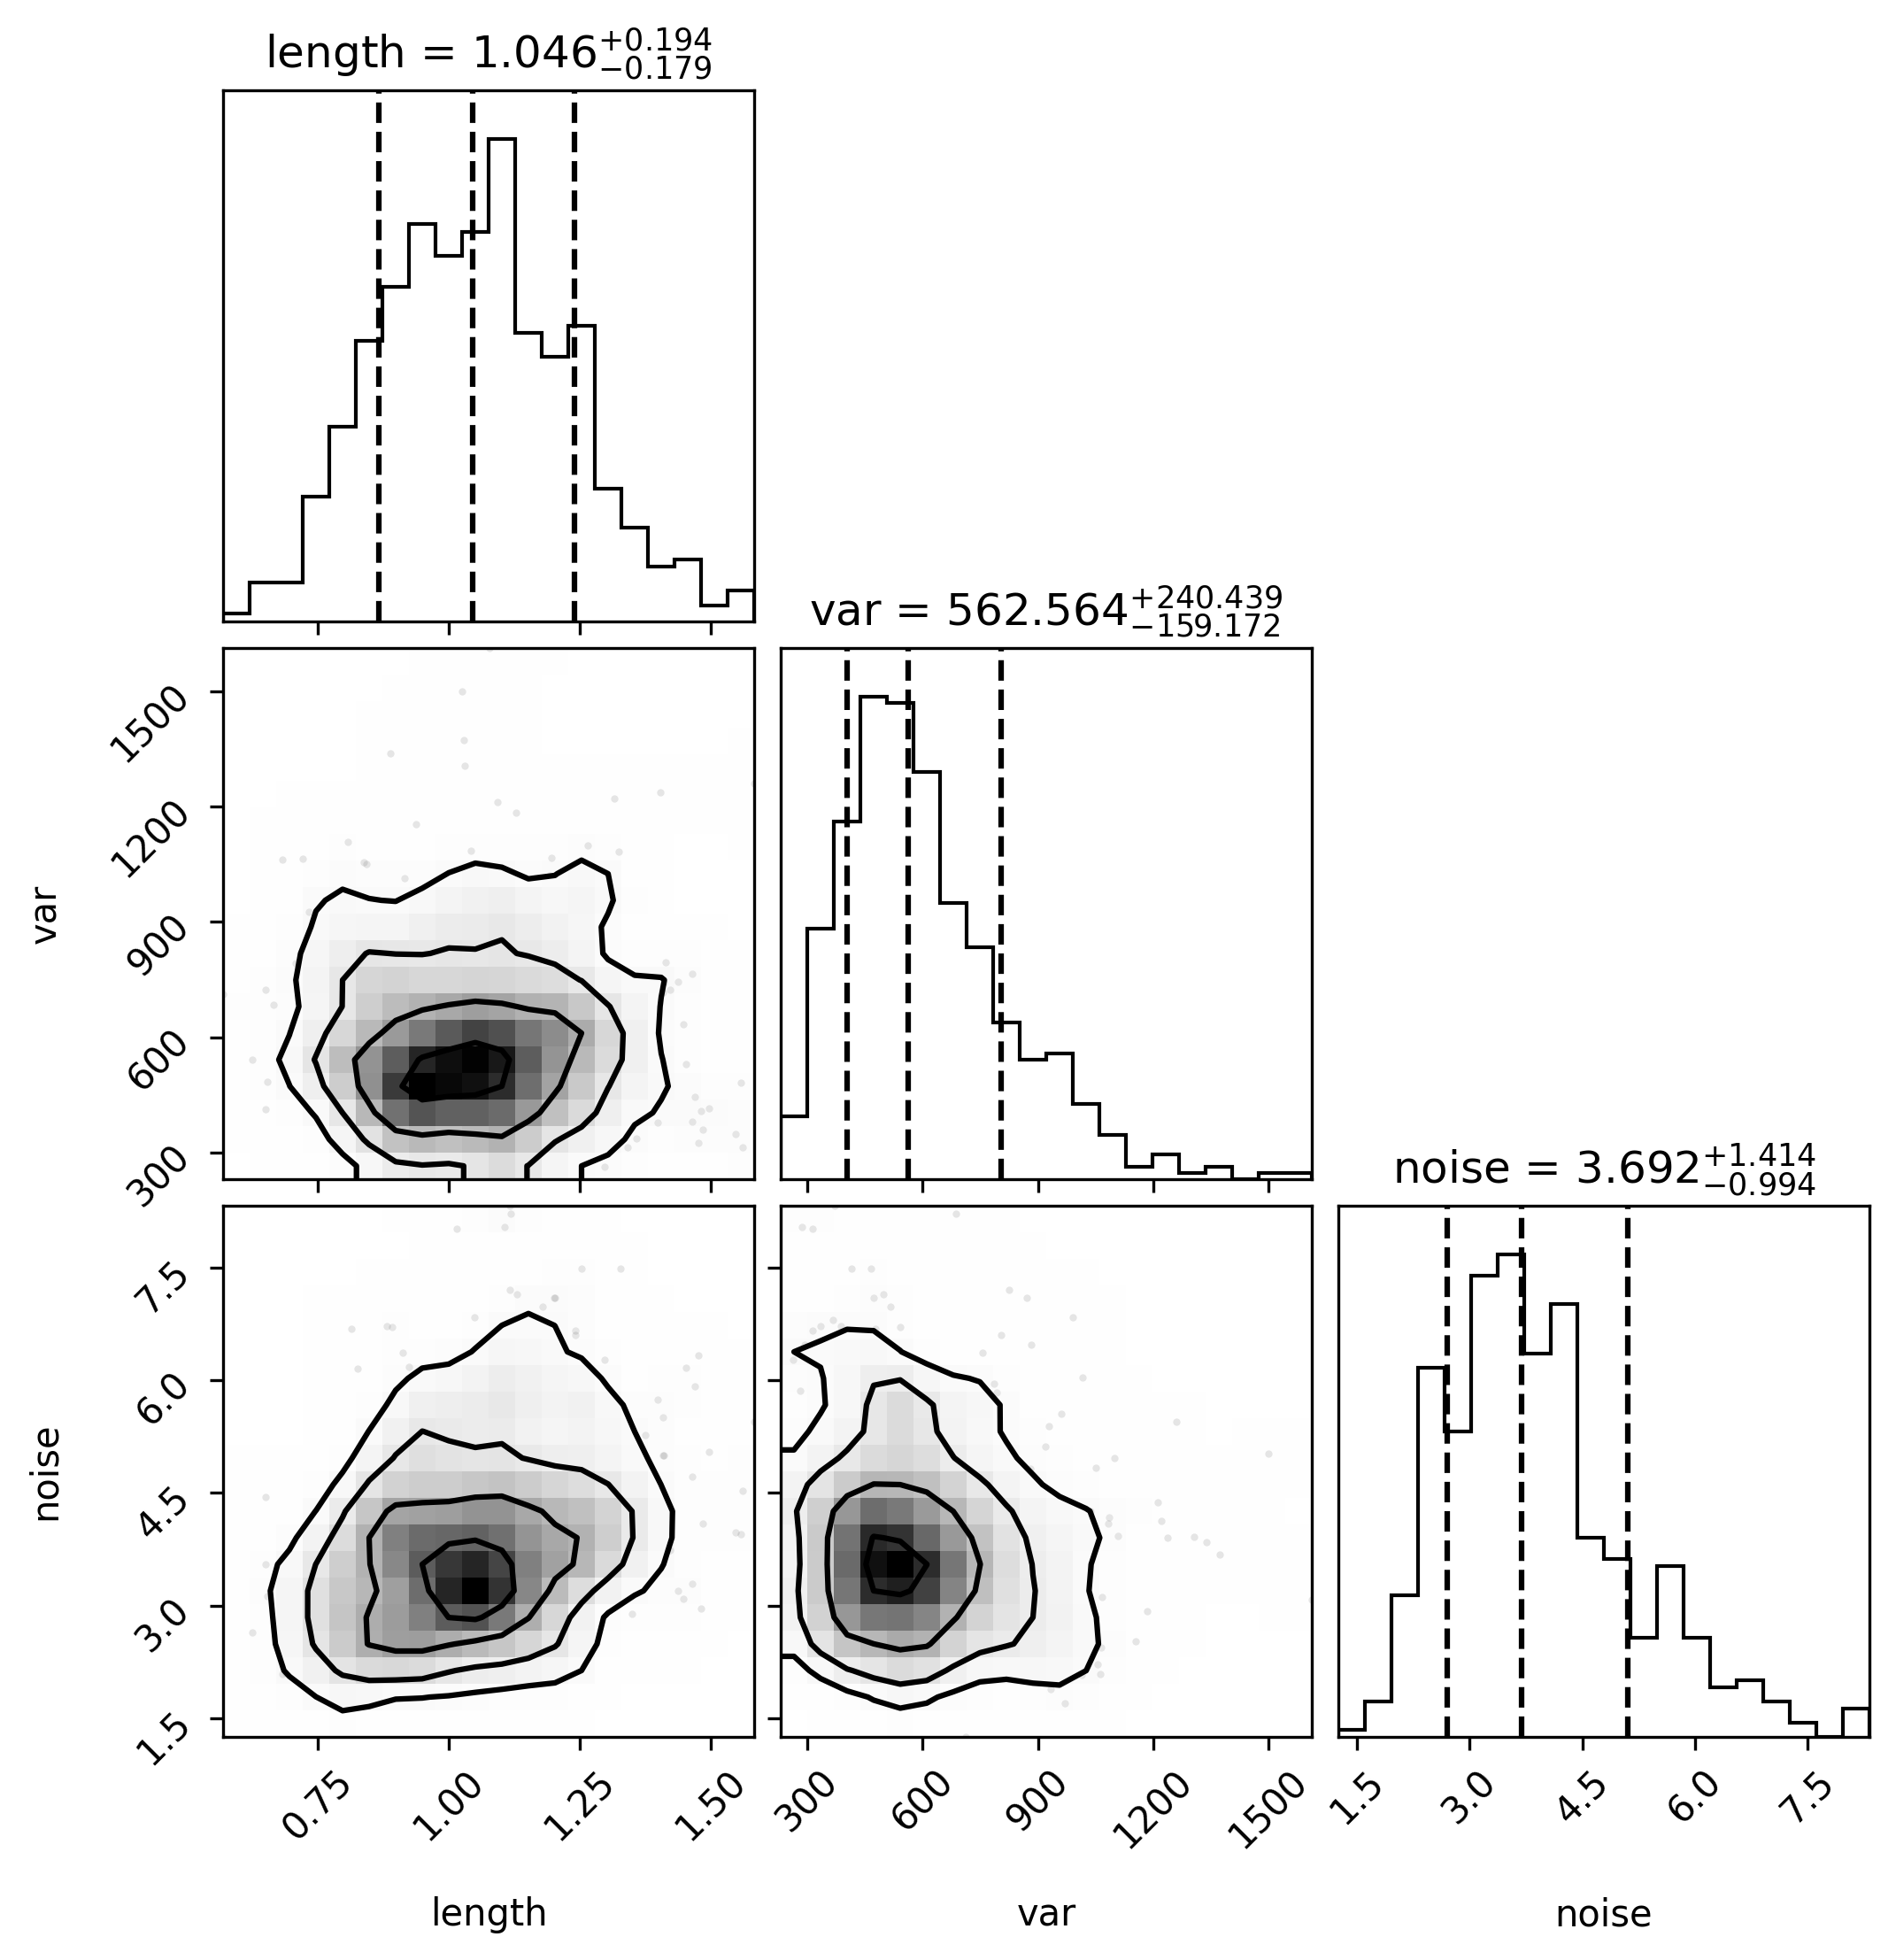 length = 1.046+0.194−0.179
var = 562.564+240.439−159.172
1500
1200
900
600
300
var
noise = 3.692+1.414−0.994
7.5
6.0
4.5
3.0
1.5
noise
0.75 1.00 1.25 1.50 300 600 900 1200 1500 1.5 3.0 4.5 6.0 7.5
length var noise